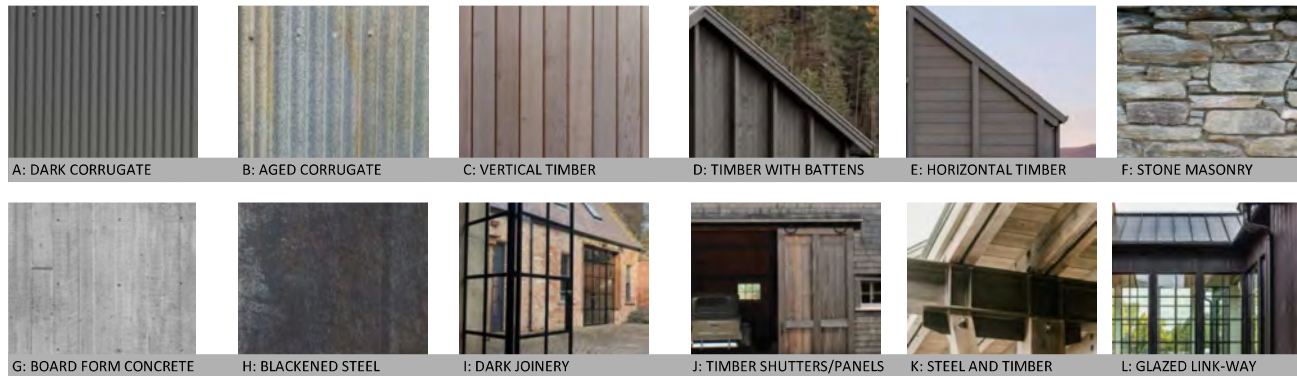 A: DARK CORRUGATE
B: AGED CORRUGATE
C: VERTICAL TIMBER
D: TIMBER WITH BATTENS
E: HORIZONTAL TIMBER
F: STONE MASONRY
G: BOARD FORM CONCRETE
H: BLACKENED STEEL
I: DARK JOINERY
J: TIMBER SHUTTERS/PANELS
K: STEEL AND TIMBER
L: GLAZED LINK-WAY